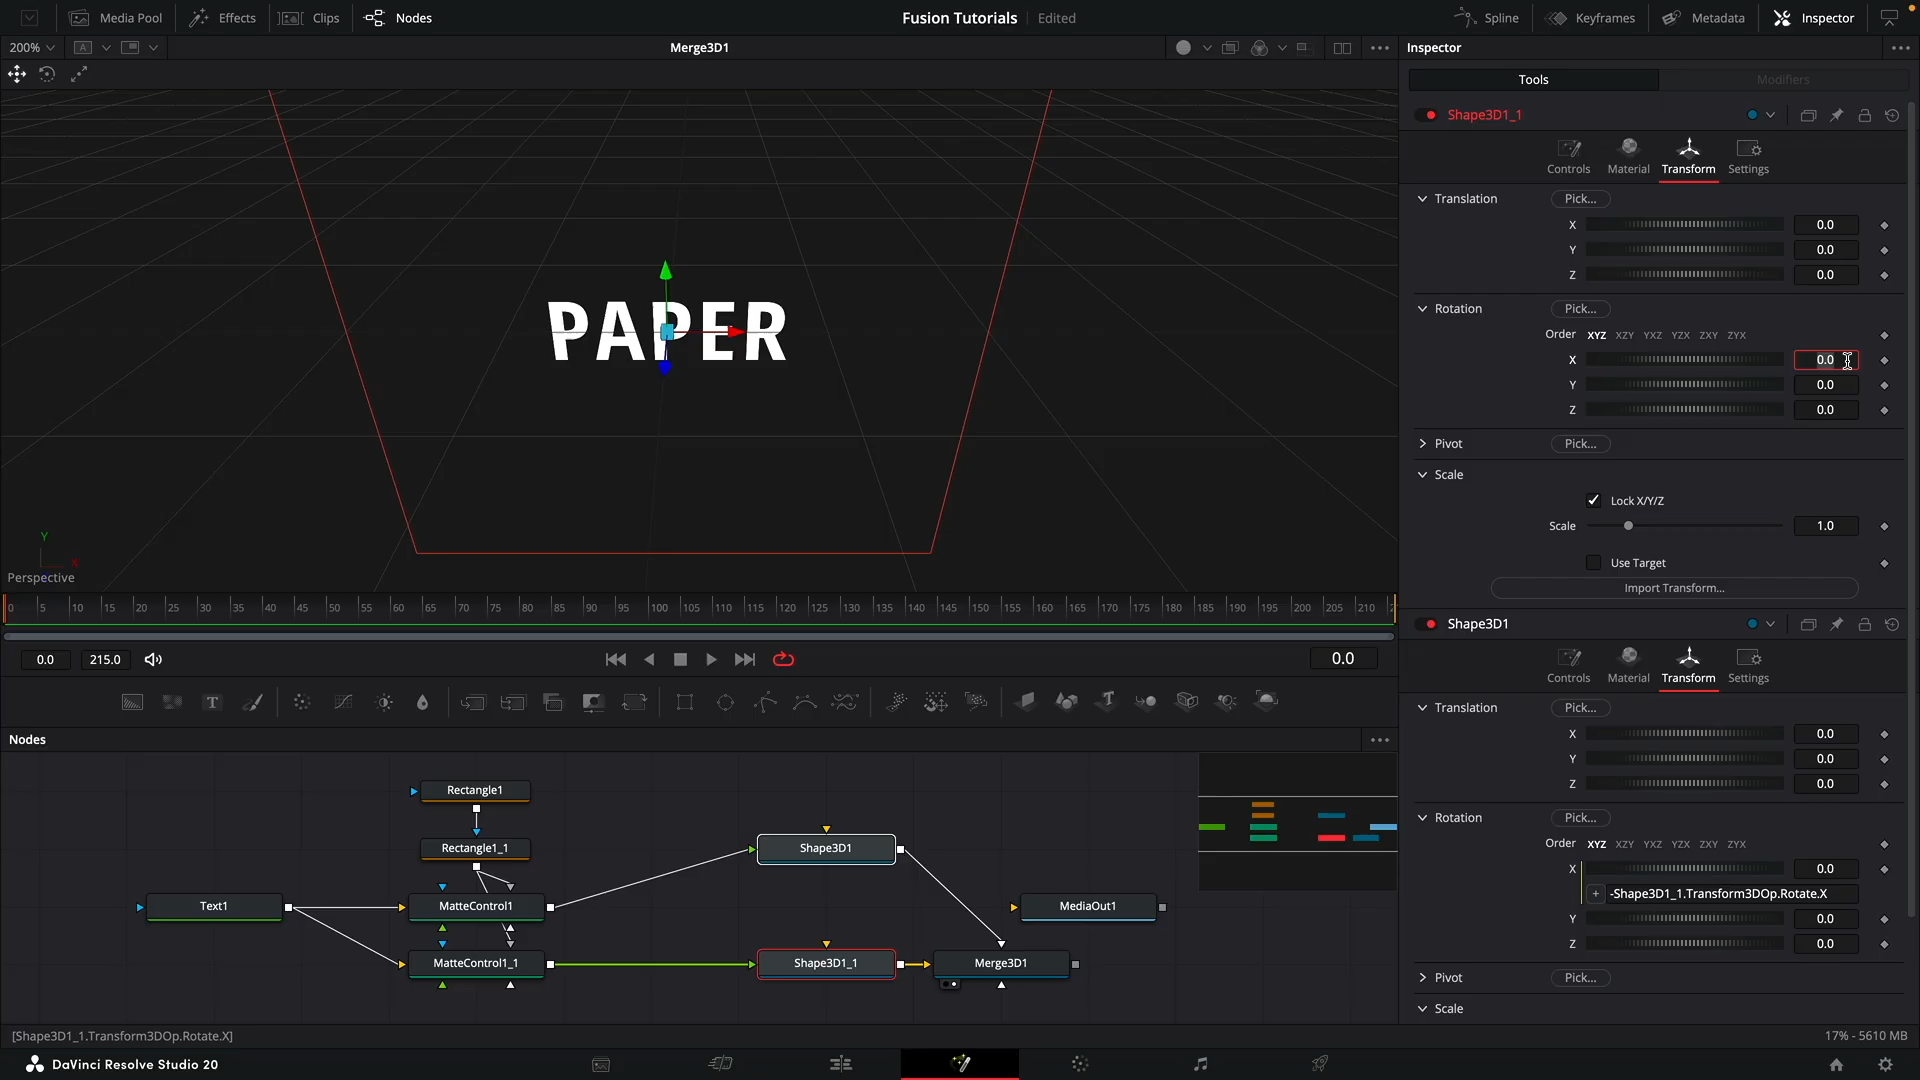 Media Pool Effects Clips Nodes Fusion Tutorials Edited Spline Keyframes Metadata Inspector
200% A Merge3D1 Inspector
Tools Modifiers
Shape3D1_1
Controls Material Transform Settings
Translation Pick...
X 0.0
Y 0.0
Z 0.0
Rotation Pick...
Order XYZ XZY YXZ YZX ZXY ZYX
X 0.0
Y 0.0
Z 0.0
Pivot Pick...
Scale
Lock X/Y/Z
Scale 1.0
Use Target
Import Transform...
PAPER
Y
Perspective
0 5 10 15 20 25 30 35 40 45 50 55 60 65 70 75 80 85 90 95 100 105 110 115 120 125 130 135 140 145 150 155 160 165 170 175 180 185 190 195 200 205 210
0.0 215.0 0.0
Shape3D1
Controls Material Transform Settings
Translation Pick...
X 0.0
Y 0.0
Z 0.0
Rotation Pick...
Order XYZ XZY YXZ YZX ZXY ZYX
X 0.0
-Shape3D1_1.Transform3DOp.Rotate.X
Y 0.0
Z 0.0
Pivot Pick...
Scale
Nodes
Rectangle1
Rectangle1_1
Shape3D1
Text1
MatteControl1
MediaOut1
MatteControl1_1
Shape3D1_1
Merge3D1
[Shape3D1_1.Transform3DOp.Rotate.X]
17% - 5610 MB
DaVinci Resolve Studio 20